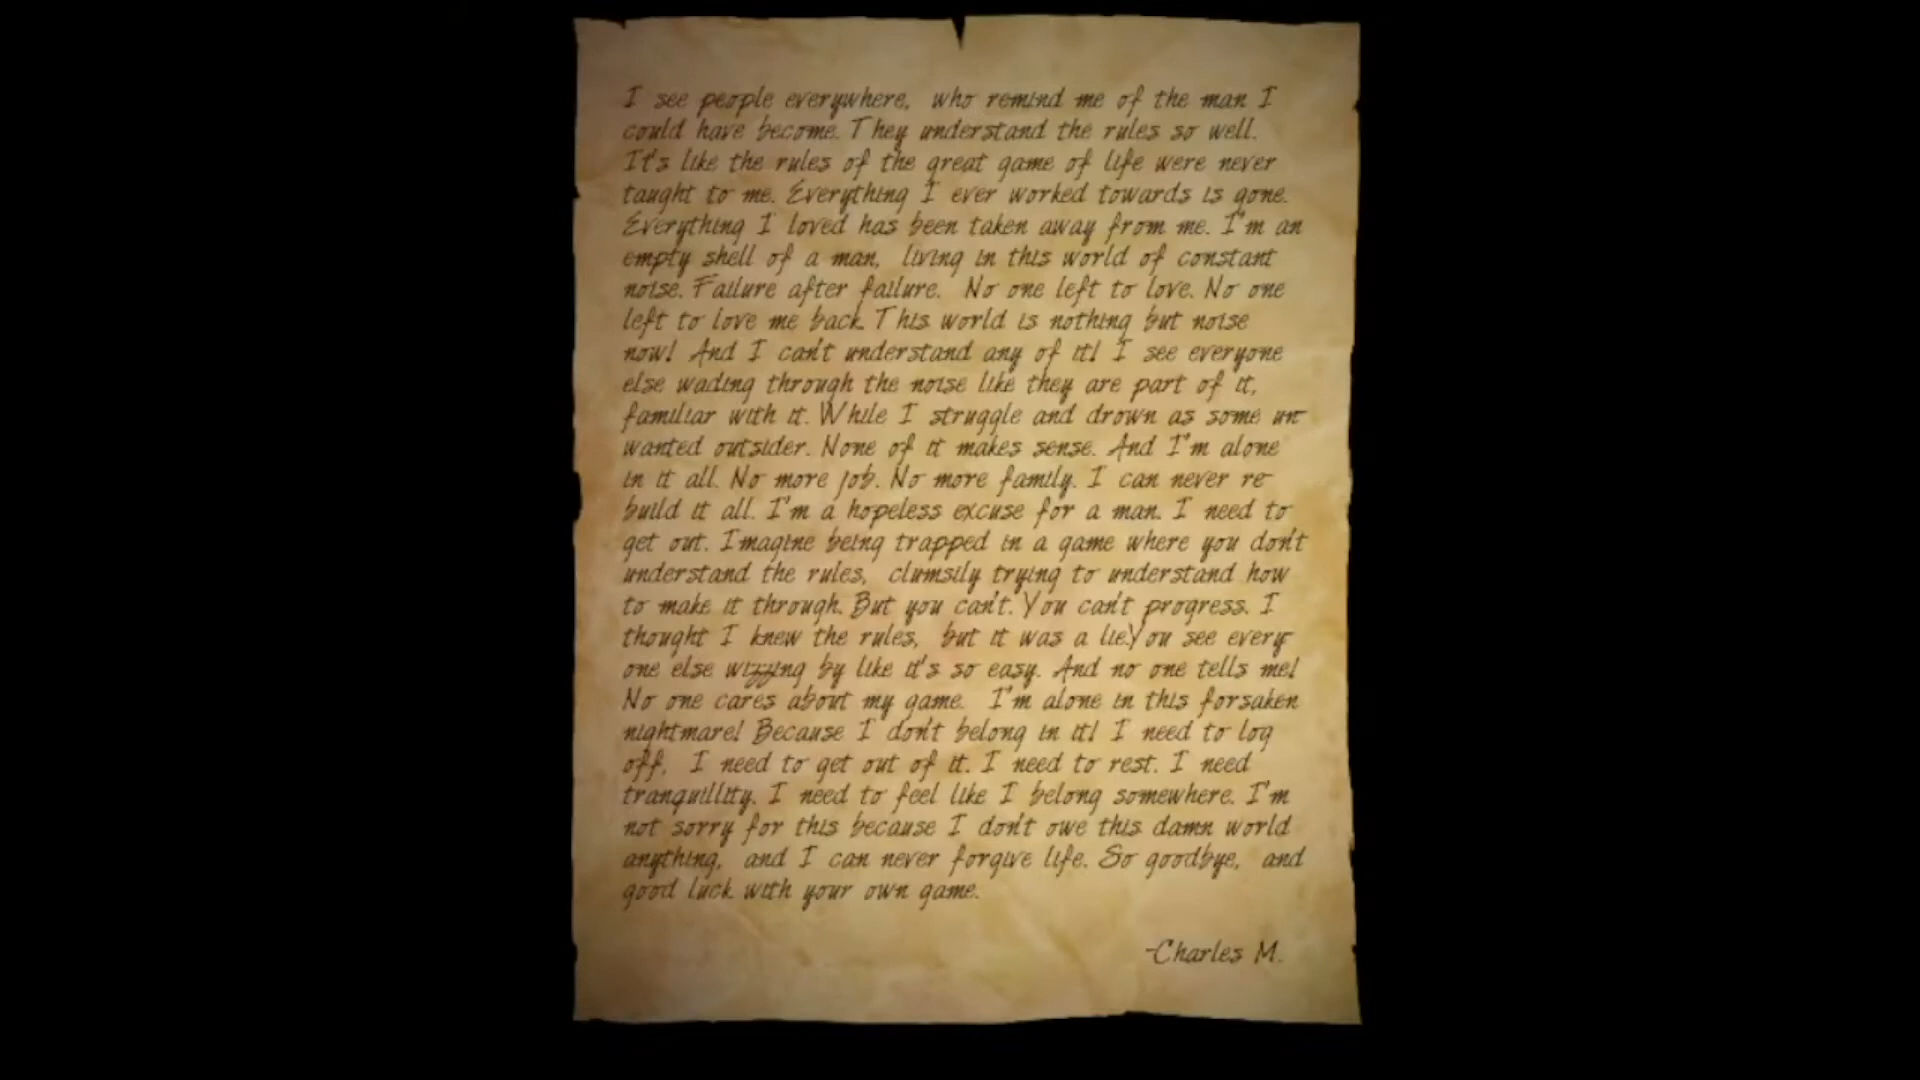 I see people everywhere, who remind me of the man I
could have become. They understand the rules so well.
It's like the rules of the great game of life were never
taught to me. Everything I ever worked towards is gone.
Everything I loved has been taken away from me. I'm an
empty shell of a man, living in this world of constant
noise. Failure after failure. No one left to love. No one
left to love me back. This world is nothing but noise
now! And I can't understand any of it! I see everyone
else wading through the noise like they are part of it,
familiar with it. While I struggle and drown as some un-
wanted outsider. None of it makes sense. And I'm alone
in it all. No more job. No more family. I can never re-
build it all. I'm a hopeless excuse for a man. I need to
get out. Imagine being trapped in a game where you don't
understand the rules, clumsily trying to understand how
to make it through. But you can't. You can't progress. I
thought I knew the rules, but it was a lie.You see every-
one else wizzing by like it's so easy. And no one tells me!
No one cares about my game. I'm alone in this forsaken
nightmare! Because I don't belong in it! I need to log
off, I need to get out of it. I need to rest. I need
tranquillity. I need to feel like I belong somewhere. I'm
not sorry for this because I don't owe this damn world
anything, and I can never forgive life. So goodbye, and
good luck with your own game.
-Charles M.